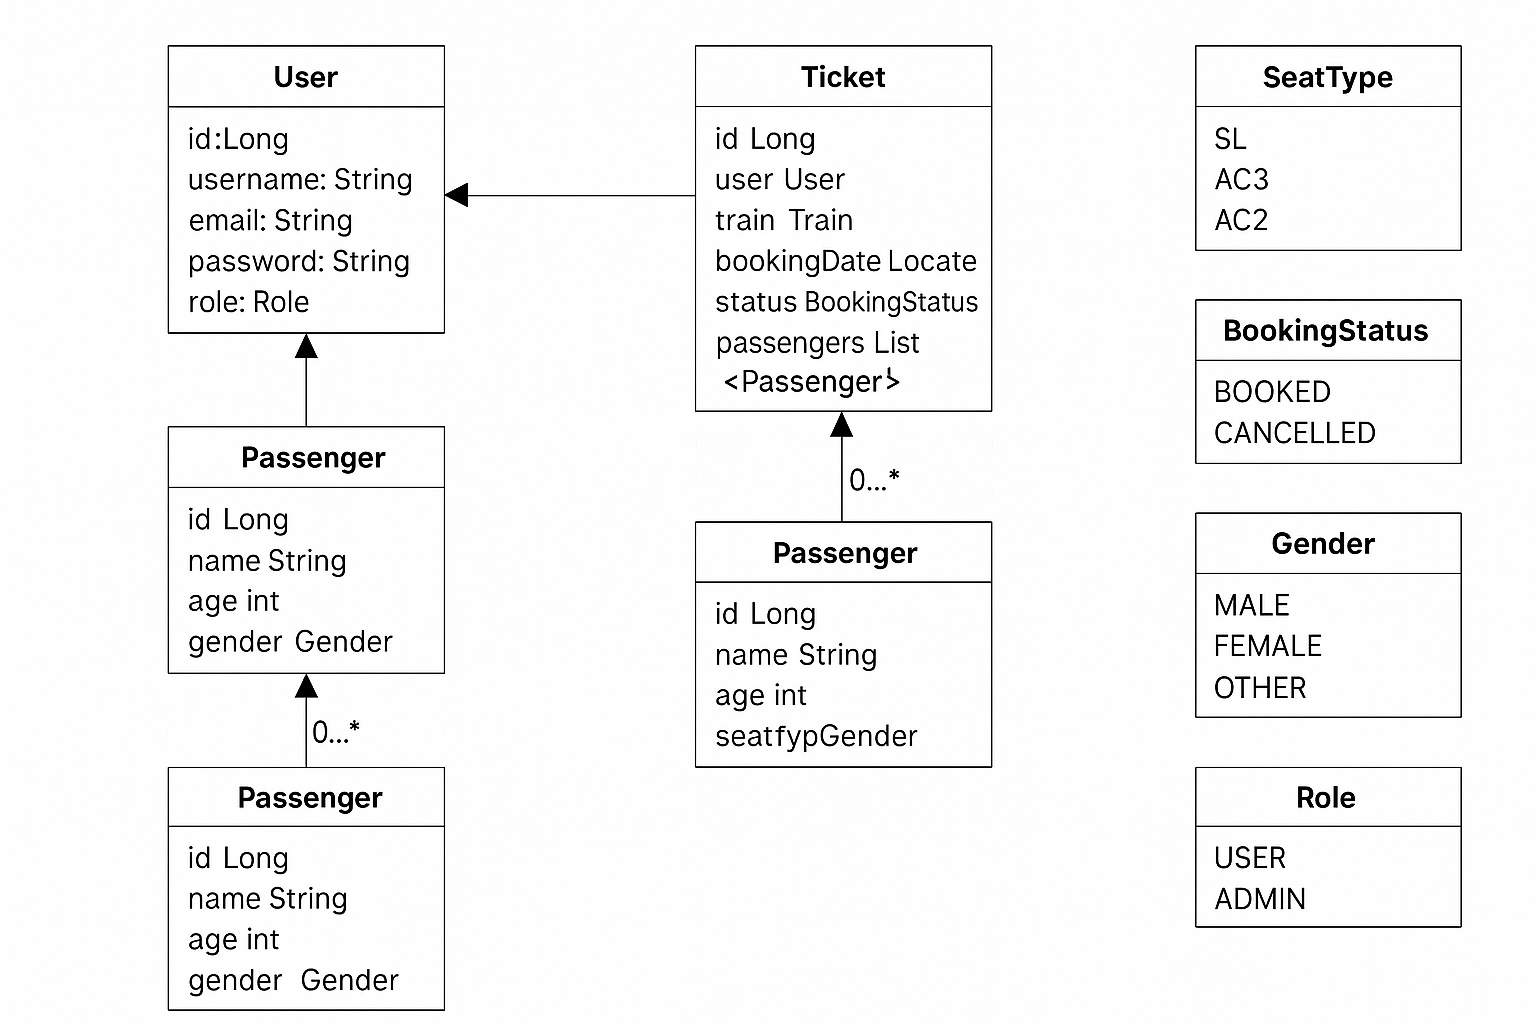 User
id:Long
username: String
email: String
password: String
role: Role
Passenger
id Long
name String
age int
gender Gender
0...*
Passenger
id Long
name String
age int
gender Gender
Ticket
id Long
user User
train Train
bookingDate Locate
status BookingStatus
passengers List
<Passenger>
0...*
Passenger
id Long
name String
age int
seatfypGender
SeatType
SL
AC3
AC2
BookingStatus
BOOKED
CANCELLED
Gender
MALE
FEMALE
OTHER
Role
USER
ADMIN